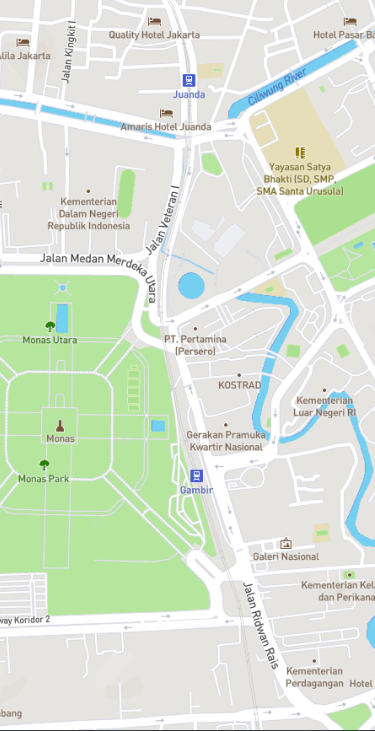 Jalan Kingkit I
Quality Hotel Jakarta
Hotel Pasar Ba
Alila Jakarta
Juanda
Ciliwung River
Amaris Hotel Juanda
Yayasan Satya
Bhakti (SD, SMP,
SMA Santa Urusula)
Kementerian
Dalam Negeri
Republik Indonesia
Jalan Veteran I
Jalan Medan Merdeka Utara
Monas Utara
PT. Pertamina
(Persero)
KOSTRAD
Kementerian
Luar Negeri RI
Monas
Gerakan Pramuka
Kwartir Nasional
Monas Park
Gambir
Galeri Nasional
Kementerian Kela
dan Perikana
Jalan Ridwan Rais
way Koridor 2
Kementerian
Perdagangan
Hotel
bang